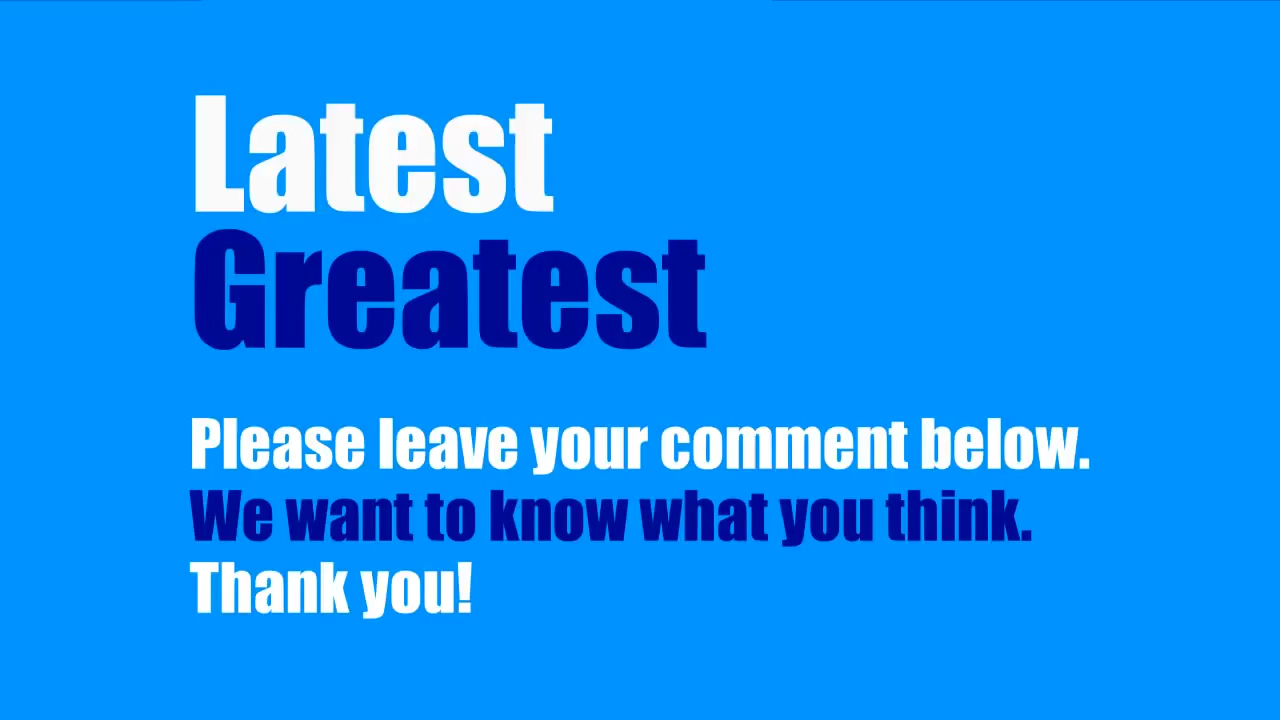 Latest
Greatest
Please leave your comment below.
We want to know what you think.
Thank you!